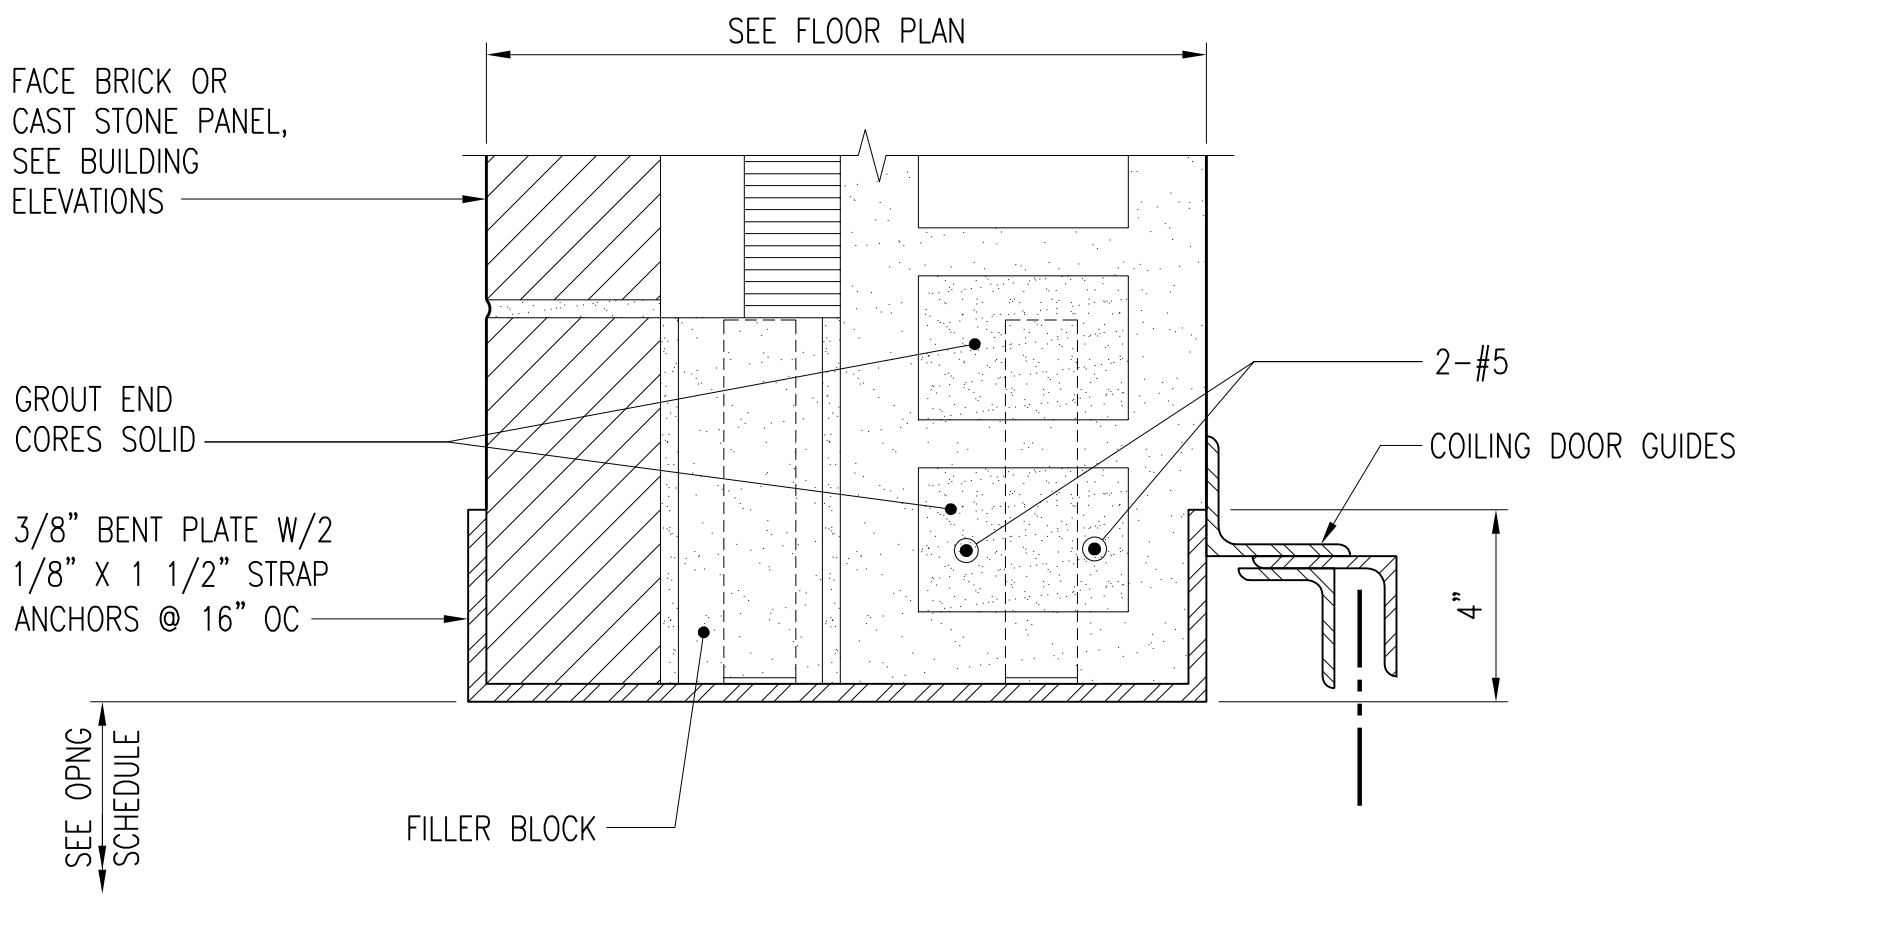 SEE FLOOR PLAN
FACE BRICK OR
CAST STONE PANEL,
SEE BUILDING
ELEVATIONS
2-#5
GROUT END
CORES SOLID
COILING DOOR GUIDES
3/8" BENT PLATE W/2
1/8" X 1 1/2" STRAP
ANCHORS @ 16" OC
4"
SEE OPNG
SCHEDULE
FILLER BLOCK